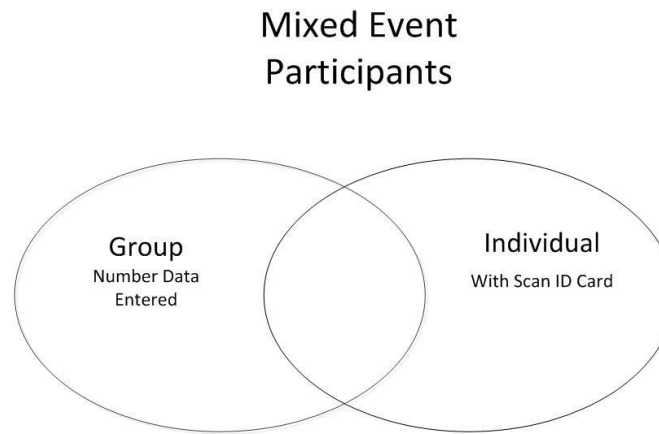 Mixed Event
Participants
Group
Number Data
Entered
Individual
With Scan ID Card